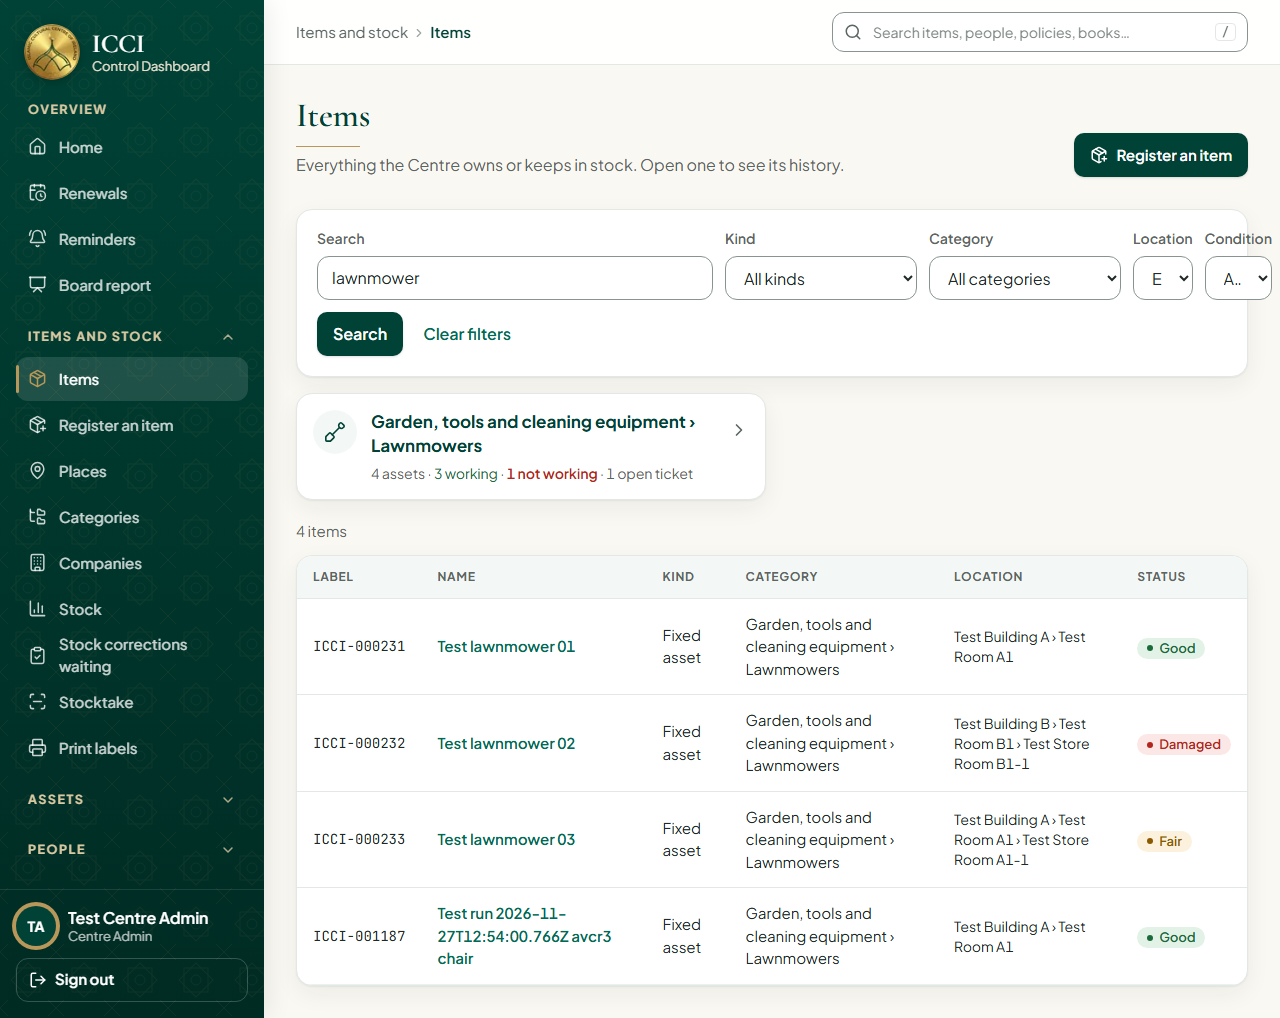 ICCI
Control Dashboard
OVERVIEW
Home
Renewals
Reminders
Board report
ITEMS AND STOCK
Items
Register an item
Places
Categories
Companies
Stock
Stock corrections
waiting
Stocktake
Print labels
ASSETS
PEOPLE
TA
Test Centre Admin
Centre Admin
Sign out
Items and stock › Items
Search items, people, policies, books… /
Items
Everything the Centre owns or keeps in stock. Open one to see its history.
Register an item
Search Kind Category Location Condition
lawnmower All kinds All categories E A..
Search Clear filters
Garden, tools and cleaning equipment ›
Lawnmowers
4 assets · 3 working · 1 not working · 1 open ticket
4 items
LABEL NAME KIND CATEGORY LOCATION STATUS
ICCI-000231 Test lawnmower 01 Fixed asset Garden, tools and cleaning equipment › Lawnmowers Test Building A › Test Room A1 Good
ICCI-000232 Test lawnmower 02 Fixed asset Garden, tools and cleaning equipment › Lawnmowers Test Building B › Test Room B1 › Test Store Room B1-1 Damaged
ICCI-000233 Test lawnmower 03 Fixed asset Garden, tools and cleaning equipment › Lawnmowers Test Building A › Test Room A1 › Test Store Room A1-1 Fair
ICCI-001187 Test run 2026-11-27T12:54:00.766Z avcr3 chair Fixed asset Garden, tools and cleaning equipment › Lawnmowers Test Building A › Test Room A1 Good